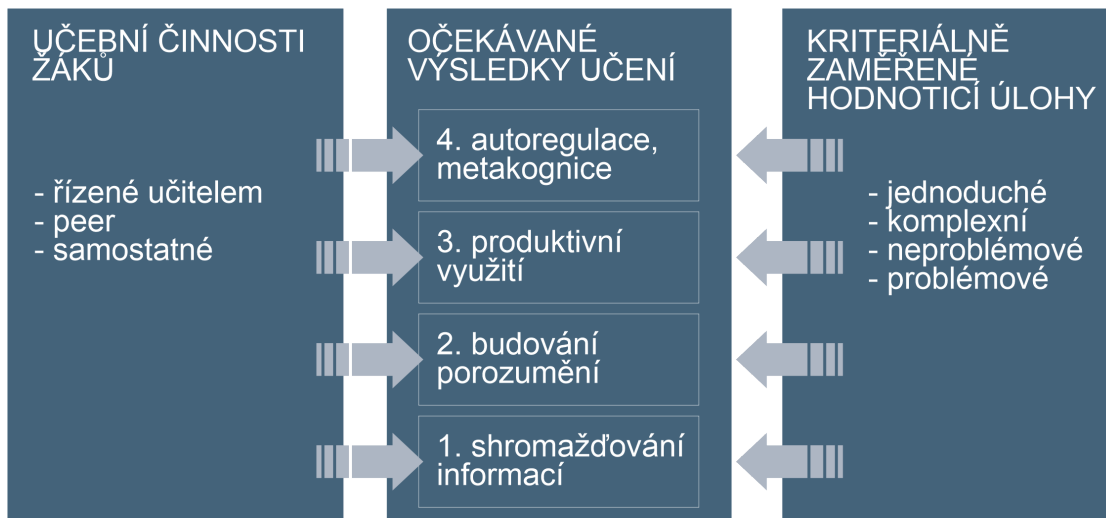 UČEBNÍ ČINNOSTI
ŽÁKŮ
- řízené učitelem
- peer
- samostatné
OČEKÁVANÉ
VÝSLEDKY UČENÍ
4. autoregulace,
metakognice
3. produktivní
využití
2. budování
porozumění
1. shromažďování
informací
KRITERIÁLNĚ
ZAMĚŘENÉ
HODNOTICÍ ÚLOHY
- jednoduché
- komplexní
- neproblémové
- problémové